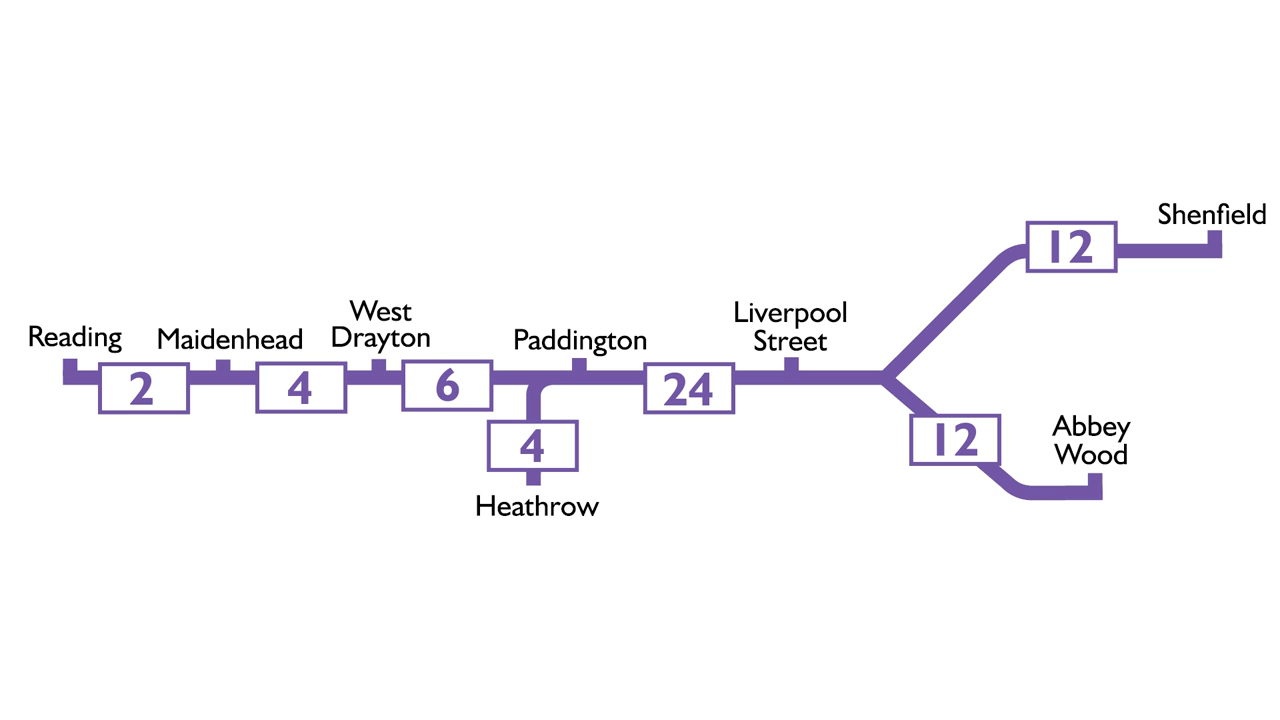 Shenfield
12
Reading
Maidenhead
West
Drayton
Paddington
Liverpool
Street
2
4
6
24
4
Heathrow
12
Abbey
Wood